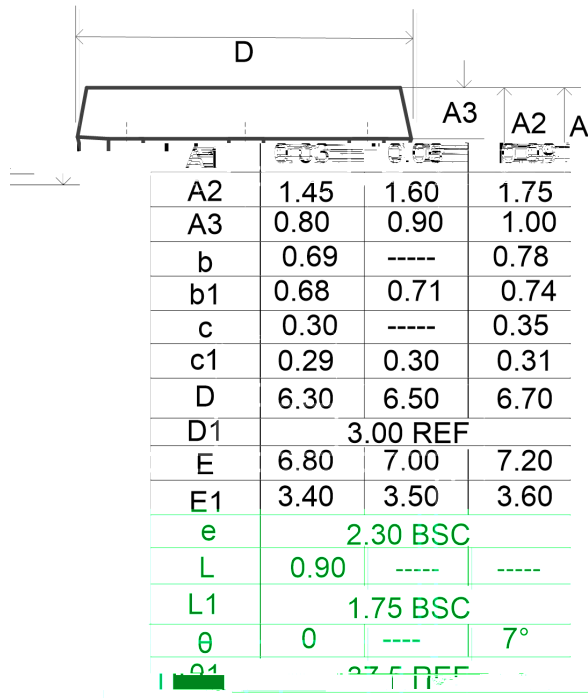 D
A3 A2 A
A2 1.45 1.60 1.75
A3 0.80 0.90 1.00
b 0.69 ----- 0.78
b1 0.68 0.71 0.74
c 0.30 ----- 0.35
c1 0.29 0.30 0.31
D 6.30 6.50 6.70
D1 3.00 REF
E 6.80 7.00 7.20
E1 3.40 3.50 3.60
e 2.30 BSC
L 0.90 ----- -----
L1 1.75 BSC
θ 0 ---- 7°